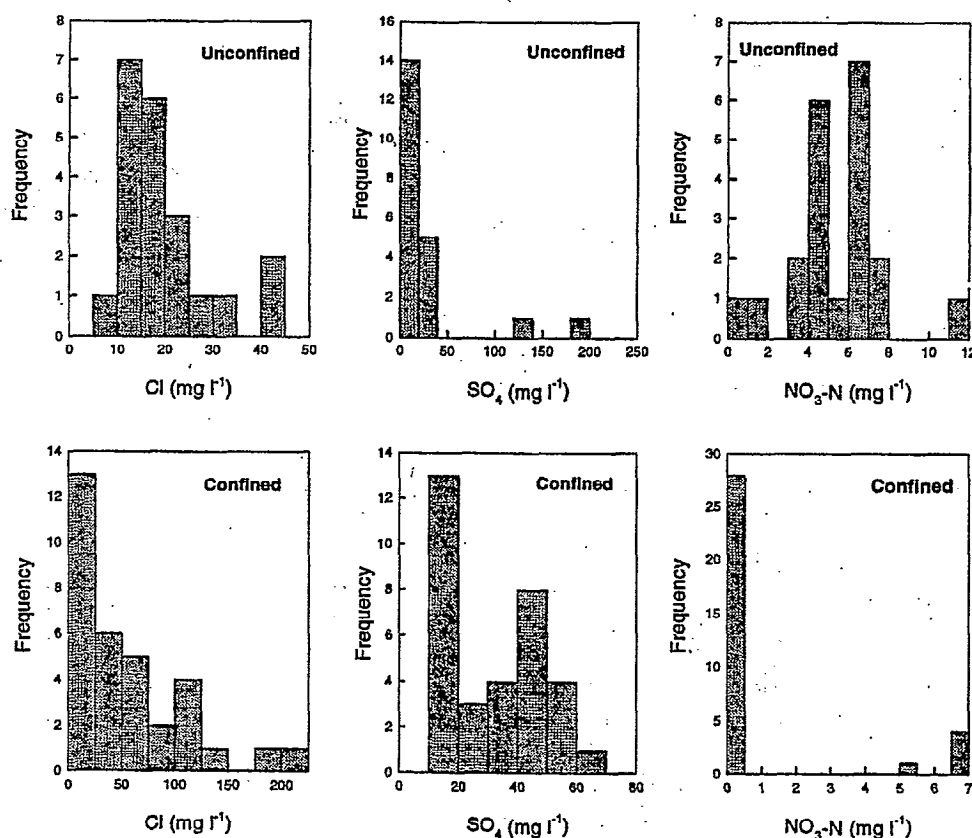 Unconfined
Frequency
8
7
6
5
4
3
2
1
0
0 10 20 30 40 50
Cl (mg l⁻¹)
Unconfined
Frequency
16
14
12
10
8
6
4
2
0
0 50 100 150 200 250
SO₄ (mg l⁻¹)
Unconfined
Frequency
8
7
6
5
4
3
2
1
0
0 2 4 6 8 10 12
NO₃-N (mg l⁻¹)
Confined
Frequency
14
12
10
8
6
4
2
0
0 50 100 150 200
Cl (mg l⁻¹)
Confined
Frequency
14
12
10
8
6
4
2
0
0 20 40 60 80
SO₄ (mg l⁻¹)
Confined
Frequency
30
25
20
15
10
5
0
0 1 2 3 4 5 6 7
NO₃-N (mg l⁻¹)